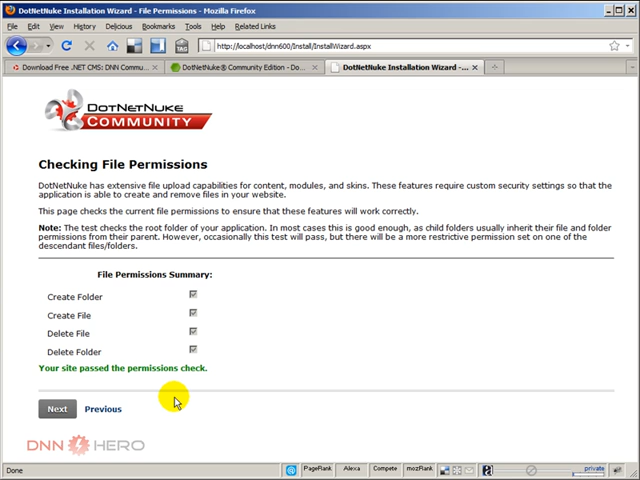 DotNetNuke Installation Wizard - File Permissions - Mozilla Firefox
File Edit View History Delicious Bookmarks Tools Help Related Links
TAG http://localhost/dnn600/Install/InstallWizard.aspx
Download Free .NET CMS: DNN Commu... DotNetNuke® Community Edition - Do... DotNetNuke Installation Wizard -...
DOTNETNUKE
COMMUNITY
Checking File Permissions
DotNetNuke has extensive file upload capabilities for content, modules, and skins. These features require custom security settings so that the
application is able to create and remove files in your website.
This page checks the current file permissions to ensure that these features will work correctly.
Note: The test checks the root folder of your application. In most cases this is good enough, as child folders usually inherit their file and folder
permissions from their parent. However, occasionally this test will pass, but there will be a more restrictive permission set on one of the
descendant files/folders.
File Permissions Summary:
Create Folder
Create File
Delete File
Delete Folder
Your site passed the permissions check.
Next Previous
DNN HERO
Done PageRank Alexa Compete mozRank private